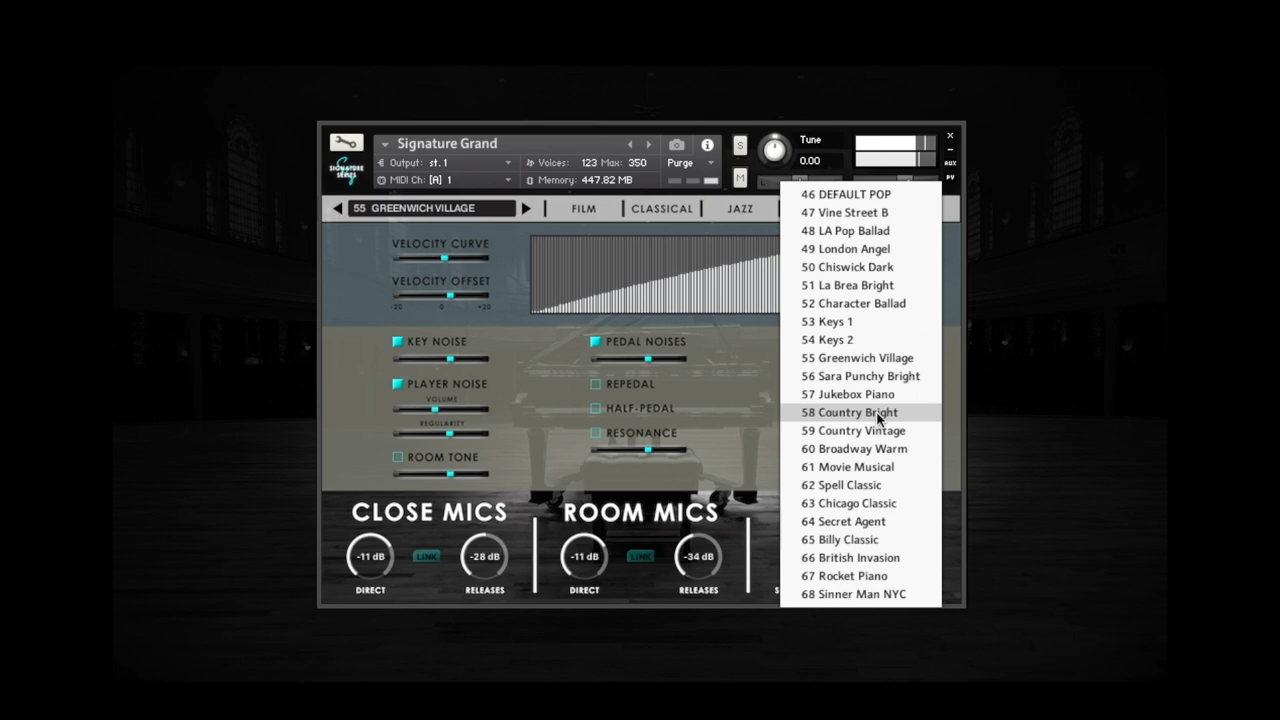 Signature Grand
Output: st.1
Voices: 123 Max: 350
Purge
MIDI Ch: [A] 1
Memory: 447.82 MB
SIGNATURE SERIES
S
M
Tune
0.00
L
AUX
PV
55 GREENWICH VILLAGE
FILM
CLASSICAL
JAZZ
VELOCITY CURVE
VELOCITY OFFSET
-20 0 +20
KEY NOISE
PLAYER NOISE
VOLUME
REGULARITY
ROOM TONE
PEDAL NOISES
REPEDAL
HALF-PEDAL
RESONANCE
CLOSE MICS
-11 dB
LINK
-28 dB
DIRECT
RELEASES
ROOM MICS
-11 dB
LINK
-34 dB
DIRECT
RELEASES
46 DEFAULT POP
47 Vine Street B
48 LA Pop Ballad
49 London Angel
50 Chiswick Dark
51 La Brea Bright
52 Character Ballad
53 Keys 1
54 Keys 2
55 Greenwich Village
56 Sara Punchy Bright
57 Jukebox Piano
58 Country Bright
59 Country Vintage
60 Broadway Warm
61 Movie Musical
62 Spell Classic
63 Chicago Classic
64 Secret Agent
65 Billy Classic
66 British Invasion
67 Rocket Piano
68 Sinner Man NYC